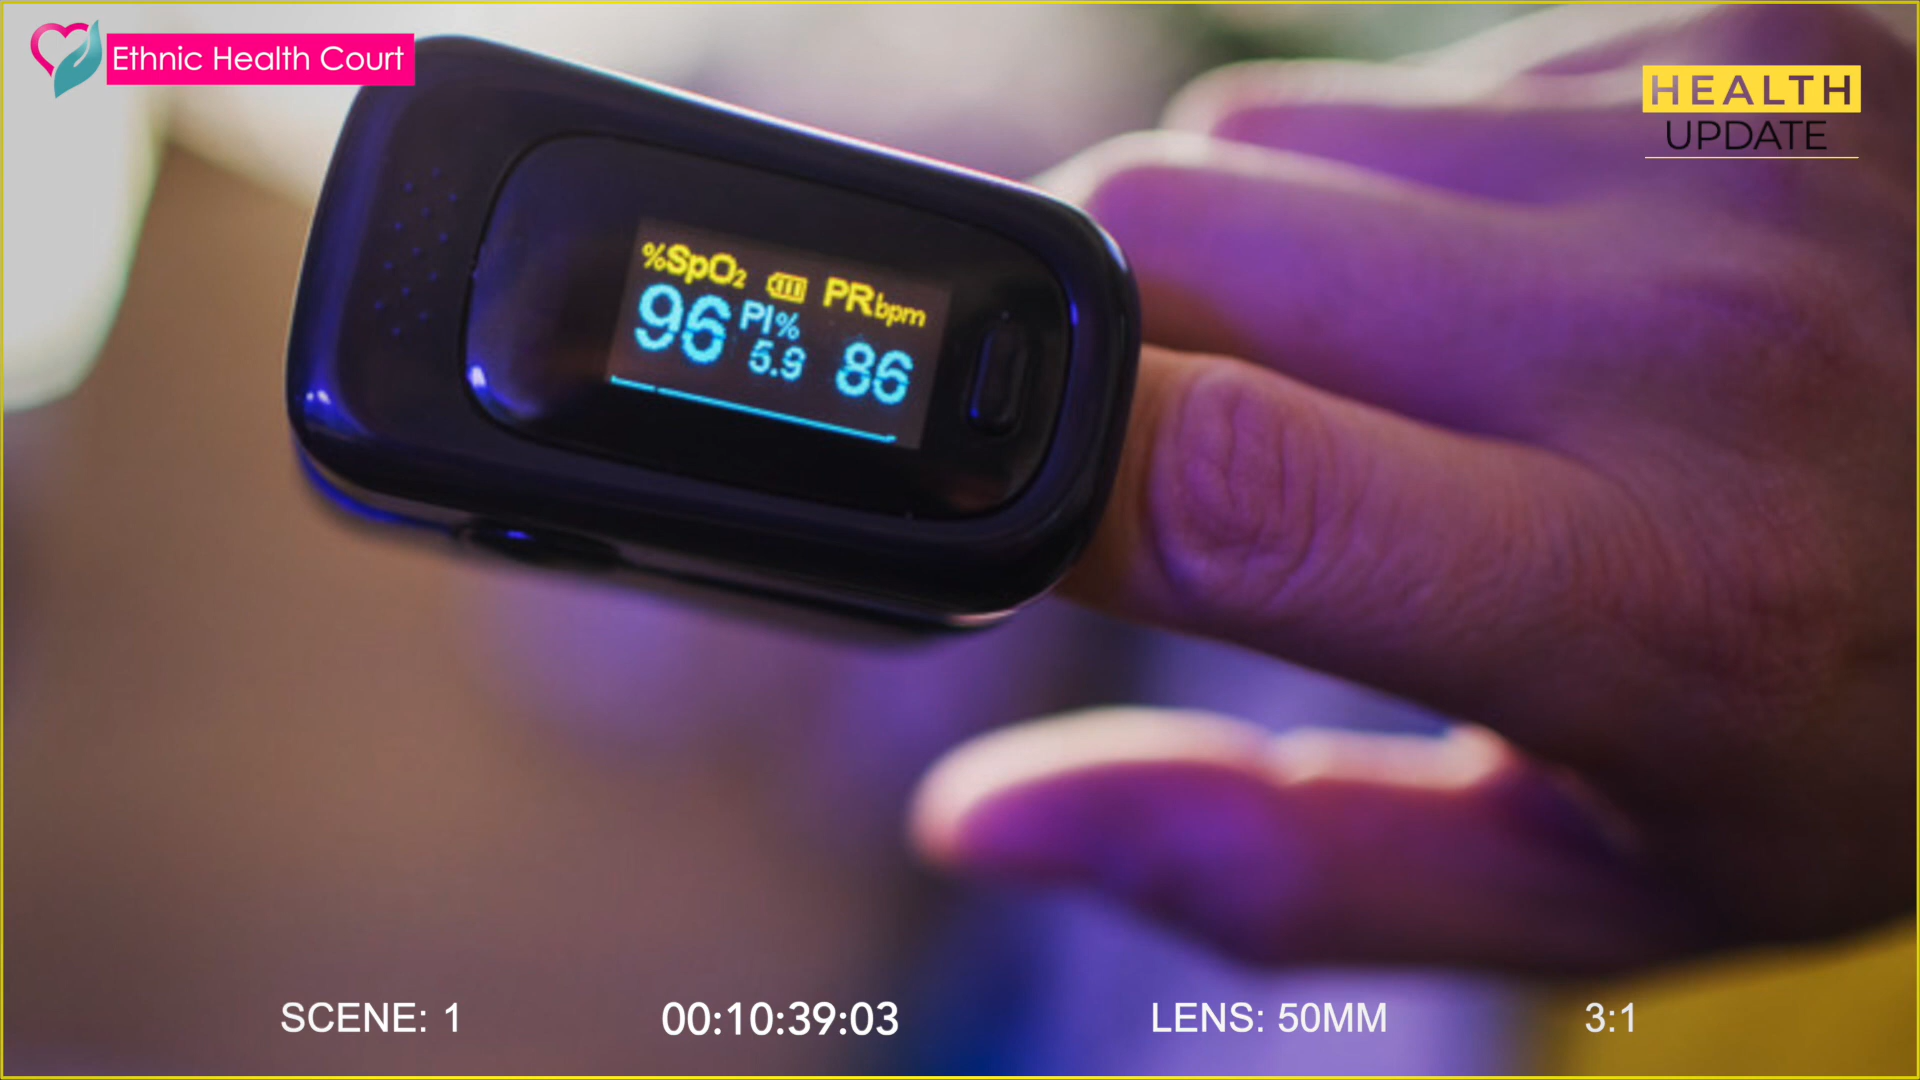 Ethnic Health Court
HEALTH
UPDATE
%SpO₂ PRbpm
96 PI% 86
5.9
SCENE: 1 00:10:39:03 LENS: 50MM 3:1